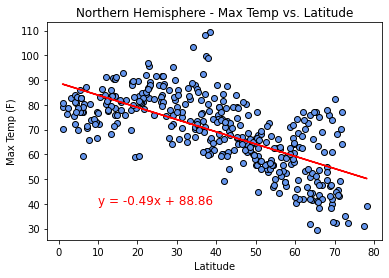 Northern Hemisphere - Max Temp vs. Latitude
110
100
90
80
70
60
50
40
30
Max Temp (F)
y = -0.49x + 88.86
0 10 20 30 40 50 60 70 80
Latitude